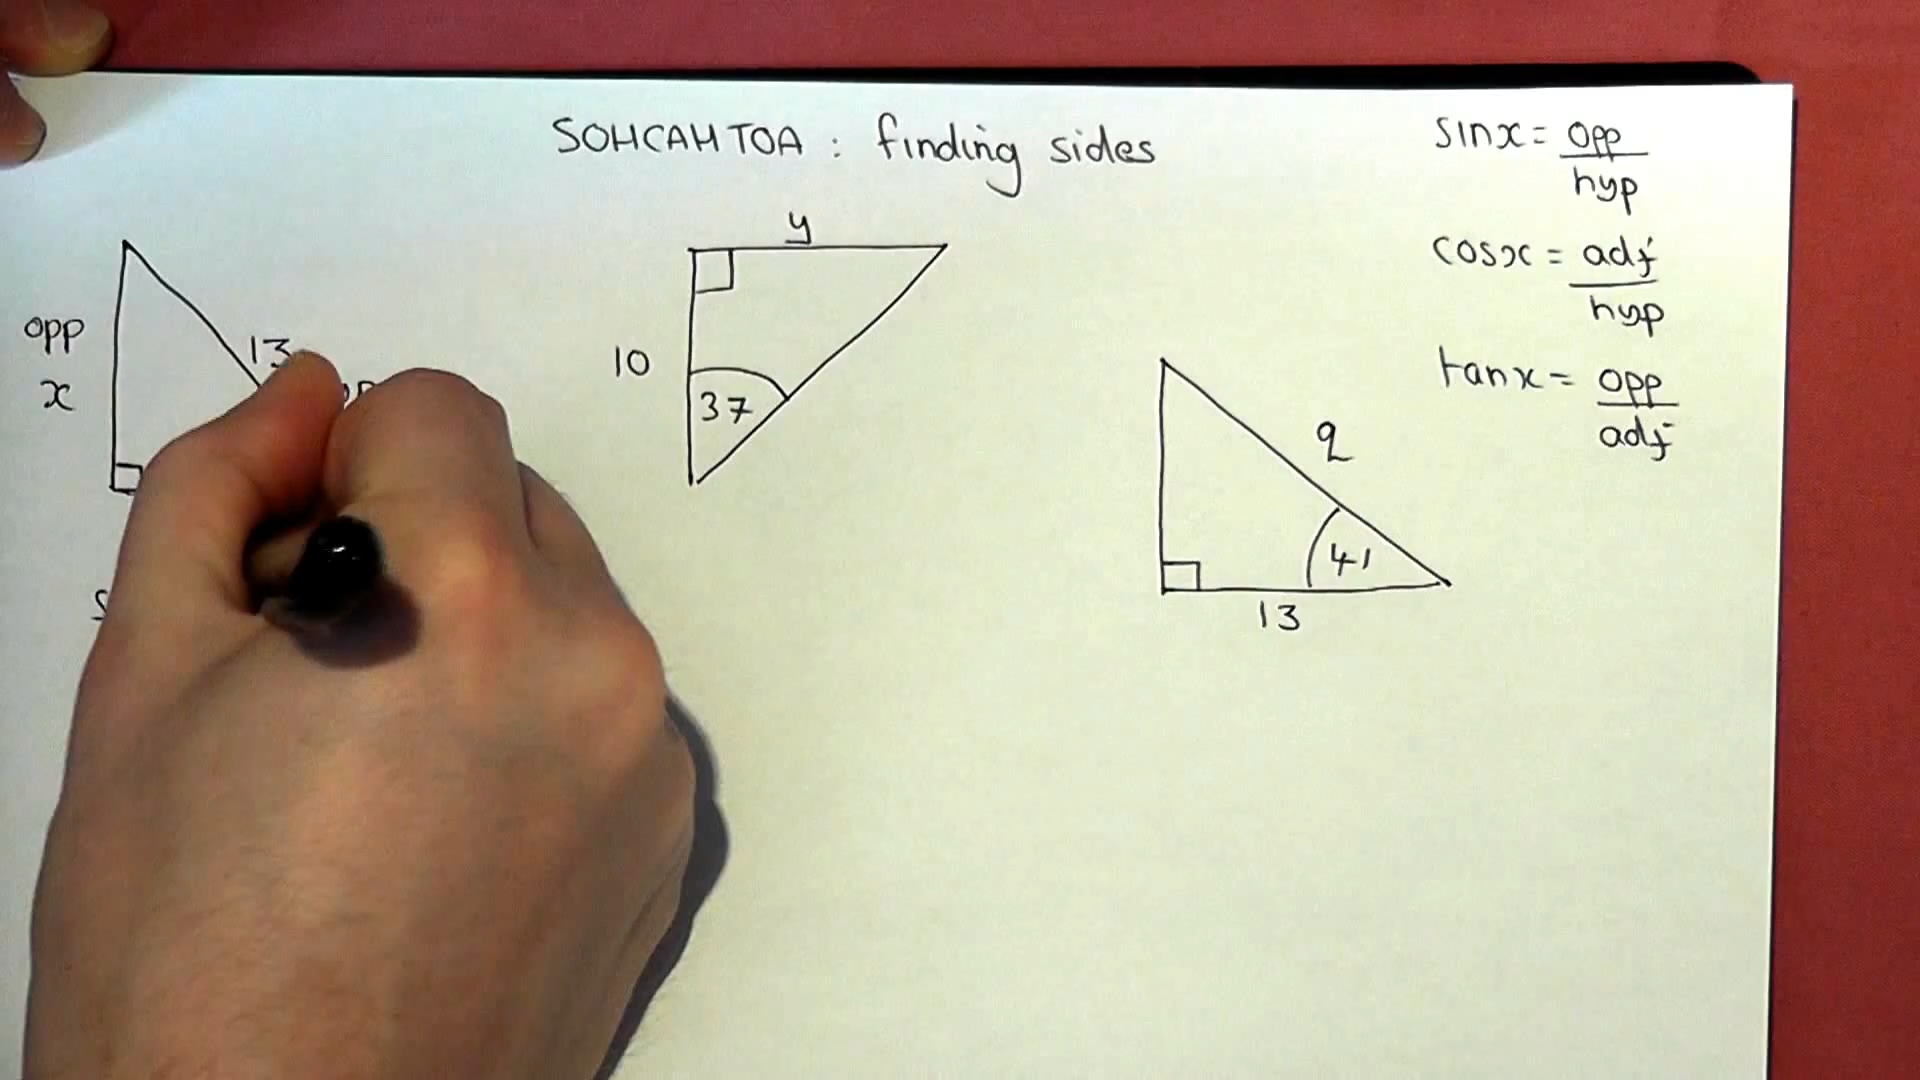 SOHCAHTOA : finding sides
sinx = opp
hyp
cosx = adj
hyp
tanx = opp
adj
opp
x
13
y
10
37
q
41
13